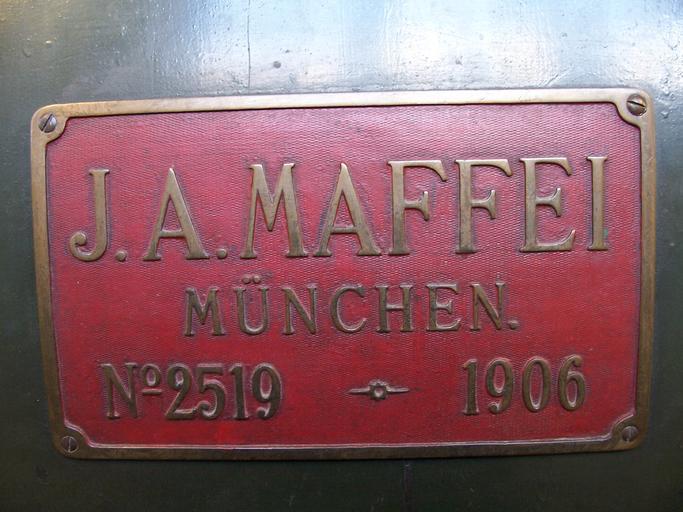 J. A. MAFFEI
MÜNCHEN.
Nº 2519 1906